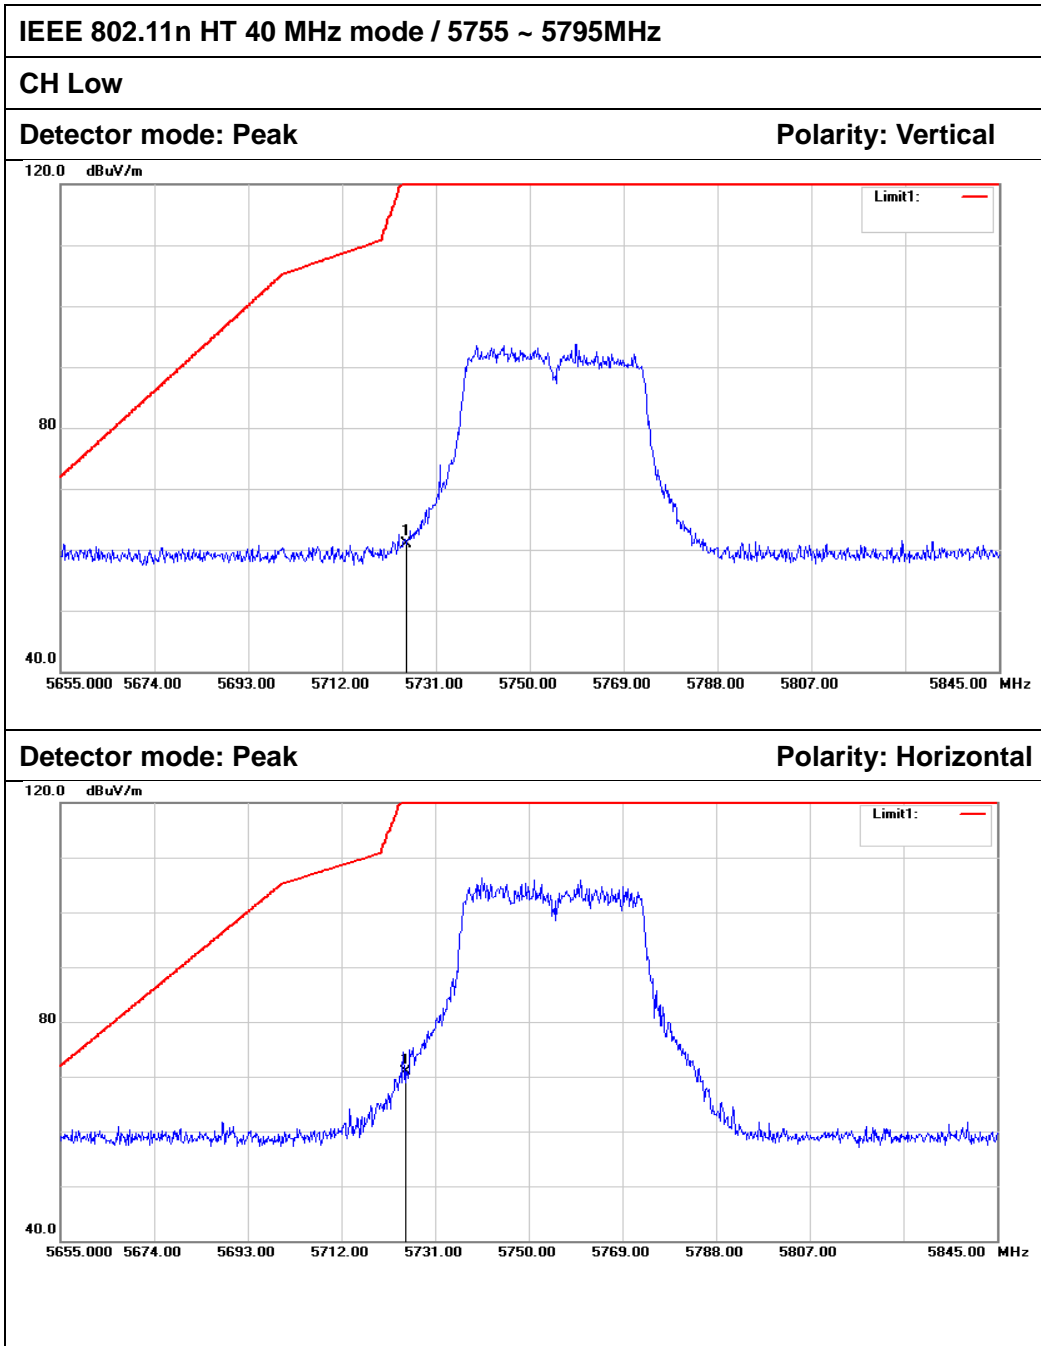 IEEE 802.11n HT 40 MHz mode / 5755 ~ 5795MHz
CH Low
Detector mode: Peak Polarity: Vertical
120.0 dBuV/m
Limit1:
80
1
40.0
5655.000 5674.00 5693.00 5712.00 5731.00 5750.00 5769.00 5788.00 5807.00 5845.00 MHz
Detector mode: Peak Polarity: Horizontal
120.0 dBuV/m
Limit1:
80
1
40.0
5655.000 5674.00 5693.00 5712.00 5731.00 5750.00 5769.00 5788.00 5807.00 5845.00 MHz